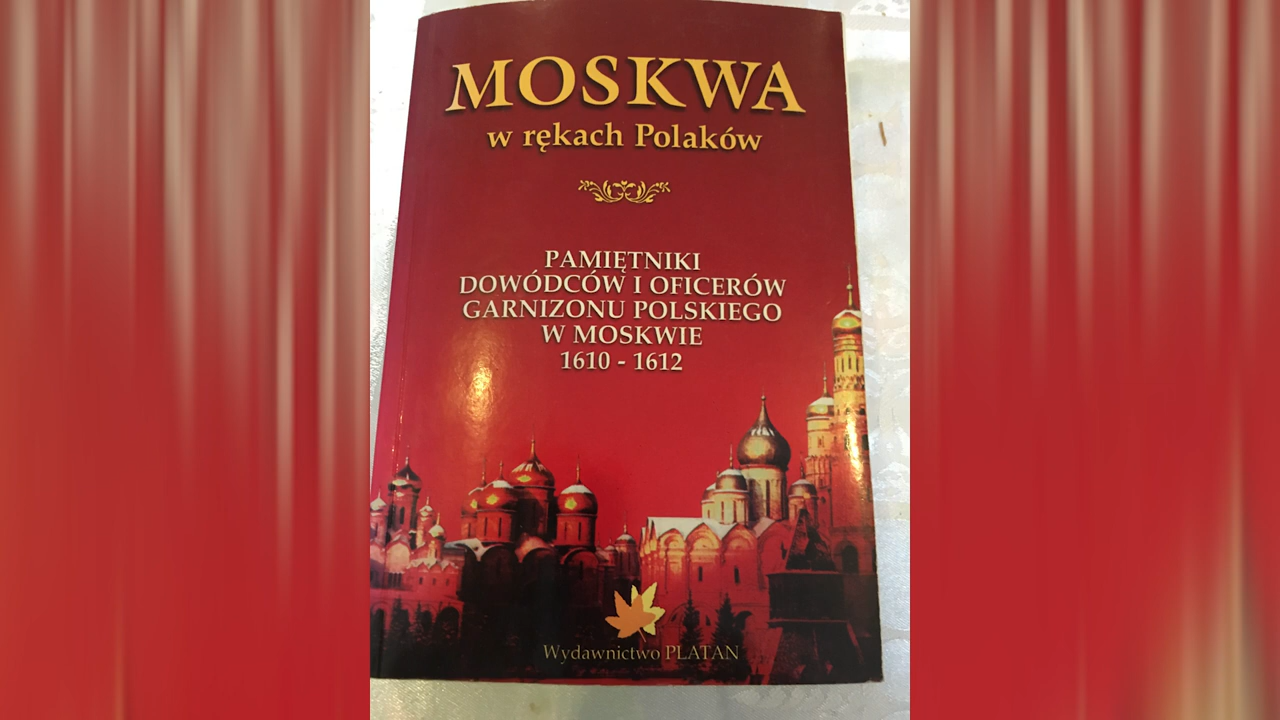 MOSKWA
w rękach Polaków
PAMIĘTNIKI
DOWÓDCÓW I OFICERÓW
GARNIZONU POLSKIEGO
W MOSKWIE
1610 - 1612
Wydawnictwo PLATAN